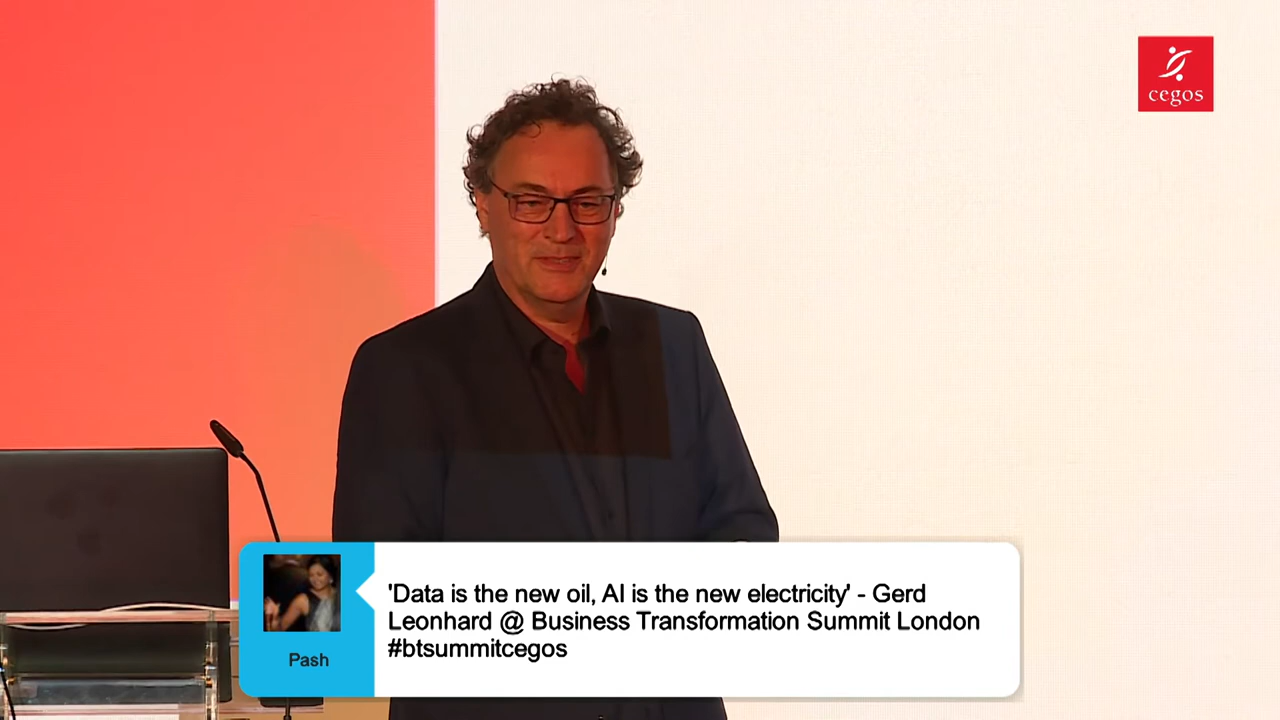 cegos
'Data is the new oil, AI is the new electricity' - Gerd
Leonhard @ Business Transformation Summit London
#btsummitcegos
Pash